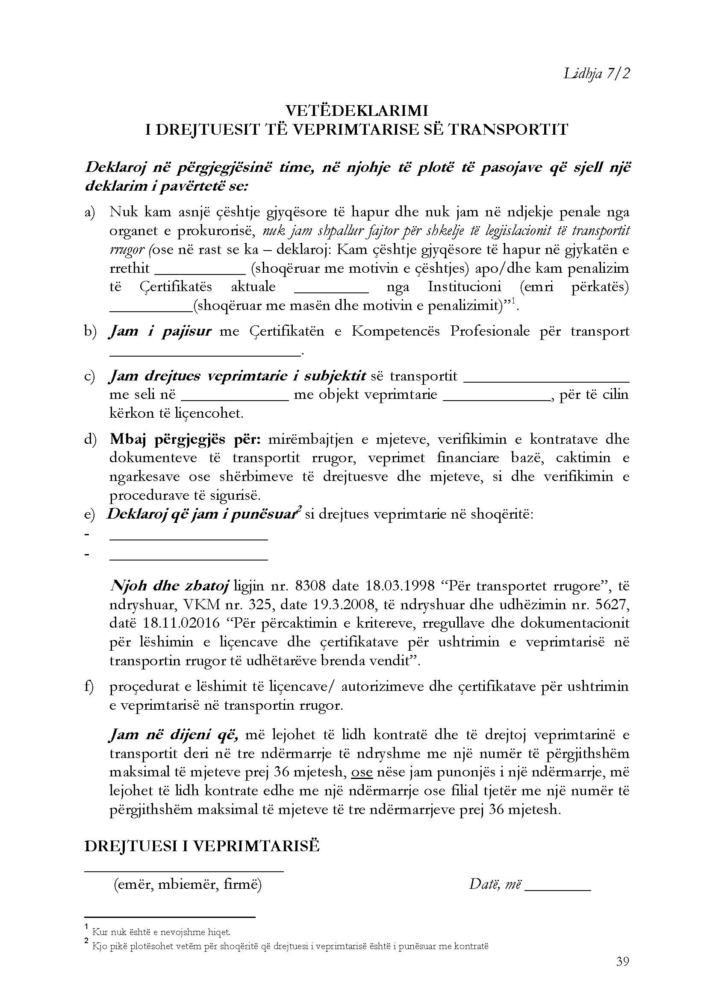 Lidhja 7/2
VETËDEKLARIMI
I DREJTUESIT TË VEPRIMTARISE SË TRANSPORTIT
Deklaroj në përgjegjësinë time, në njohje të plotë të pasojave që sjell një
deklarim i pavërtetë se:
a) Nuk kam asnjë çështje gjyqësore të hapur dhe nuk jam në ndjekje penale nga
organet e prokurorisë, nuk jam shpallur fajtor për shkelje të legjislacionit të transportit
rrugor (ose në rast se ka – deklaroj: Kam çështje gjyqësore të hapur në gjykatën e
rrethit ___________ (shoqëruar me motivin e çështjes) apo/dhe kam penalizim
të Çertifikatës aktuale _________ nga Institucioni (emri përkatës)
__________(shoqëruar me masën dhe motivin e penalizimit)”1.
b) Jam i pajisur me Çertifikatën e Kompetencës Profesionale për transport
_______________________.
c) Jam drejtues veprimtarie i subjektit së transportit ____________________
me seli në _____________ me objekt veprimtarie _____________, për të cilin
kërkon të liçencohet.
d) Mbaj përgjegjës për: mirëmbajtjen e mjeteve, verifikimin e kontratave dhe
dokumenteve të transportit rrugor, veprimet financiare bazë, caktimin e
ngarkesave ose shërbimeve të drejtuesve dhe mjeteve, si dhe verifikimin e
procedurave të sigurisë.
e) Deklaroj që jam i punësuar2 si drejtues veprimtarie në shoqëritë:
- ___________________
- ___________________
Njoh dhe zbatoj ligjin nr. 8308 date 18.03.1998 “Për transportet rrugore”, të
ndryshuar, VKM nr. 325, date 19.3.2008, të ndryshuar dhe udhëzimin nr. 5627,
datë 18.11.02016 “Për përcaktimin e kritereve, rregullave dhe dokumentacionit
për lëshimin e liçencave dhe çertifikatave për ushtrimin e veprimtarisë në
transportin rrugor të udhëtarëve brenda vendit”.
f) proçedurat e lëshimit të liçencave/ autorizimeve dhe çertifikatave për ushtrimin
e veprimtarisë në transportin rrugor.
Jam në dijeni që, më lejohet të lidh kontratë dhe të drejtoj veprimtarinë e
transportit deri në tre ndërmarrje të ndryshme me një numër të përgjithshëm
maksimal të mjeteve prej 36 mjetesh, ose nëse jam punonjës i një ndërmarrje, më
lejohet të lidh kontrate edhe me një ndërmarrje ose filial tjetër me një numër të
përgjithshëm maksimal të mjeteve të tre ndërmarrjeve prej 36 mjetesh.
DREJTUESI I VEPRIMTARISË
________________________
(emër, mbiemër, firmë) Datë, më ________
1 Kur nuk është e nevojshme hiqet.
2 Kjo pikë plotësohet vetëm për shoqëritë që drejtuesi i veprimtarisë është i punësuar me kontratë
39